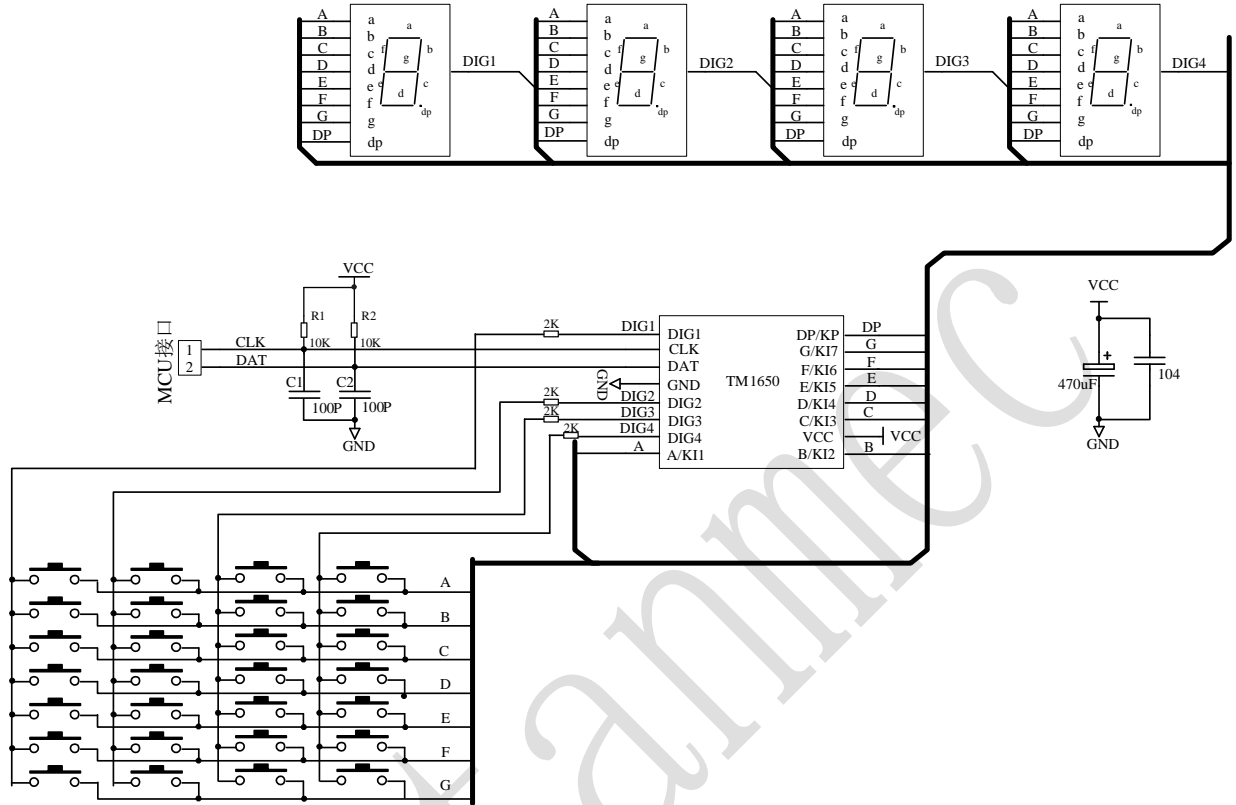 A a a
B b
C c
D d
E e
F f
G g
DP dp
f g b
e d c
dp
DIG1
A a a
B b
C c
D d
E e
F f
G g
DP dp
f g b
e d c
dp
DIG2
A a a
B b
C c
D d
E e
F f
G g
DP dp
f g b
e d c
dp
DIG3
A a a
B b
C c
D d
E e
F f
G g
DP dp
f g b
e d c
dp
DIG4
VCC
R1 R2
10K 10K
MCU接口
1 CLK
2 DAT
C1 C2
100P 100P
GND
2K DIG1
GND
2K DIG2
2K DIG3
2K DIG4
A
DIG1
CLK
DAT
GND
DIG2
DIG3
DIG4
A/KI1
TM1650
DP/KP DP
G/KI7 G
F/KI6 F
E/KI5 E
D/KI4 D
C/KI3 C
VCC VCC
B/KI2 B
VCC
+
470uF
104
GND
A
B
C
D
E
F
G